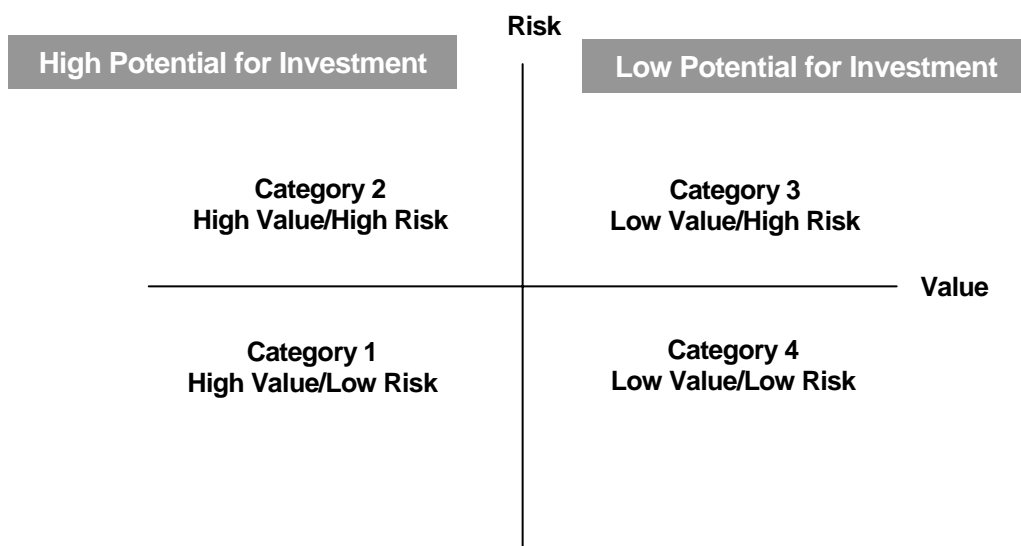 Risk
High Potential for Investment
Low Potential for Investment
Category 2
High Value/High Risk
Category 3
Low Value/High Risk
Value
Category 1
High Value/Low Risk
Category 4
Low Value/Low Risk